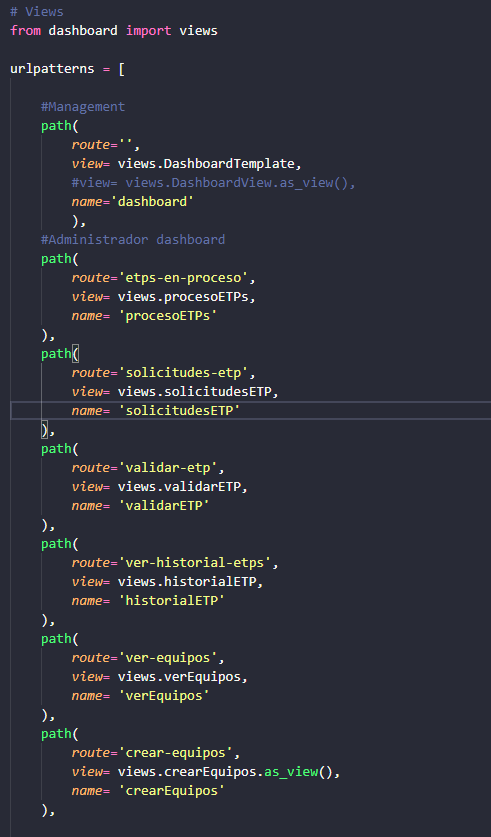 # Views
from dashboard import views
urlpatterns = [
#Management
path(
route='',
view= views.DashboardTemplate,
#view= views.DashboardView.as_view(),
name='dashboard'
),
#Administrador dashboard
path(
route='etps-en-proceso',
view= views.procesoETPs,
name= 'procesoETPs'
),
path(
route='solicitudes-etp',
view= views.solicitudesETP,
name= 'solicitudesETP'
),
path(
route='validar-etp',
view= views.validarETP,
name= 'validarETP'
),
path(
route='ver-historial-etps',
view= views.historialETP,
name= 'historialETP'
),
path(
route='ver-equipos',
view= views.verEquipos,
name= 'verEquipos'
),
path(
route='crear-equipos',
view= views.crearEquipos.as_view(),
name= 'crearEquipos'
),